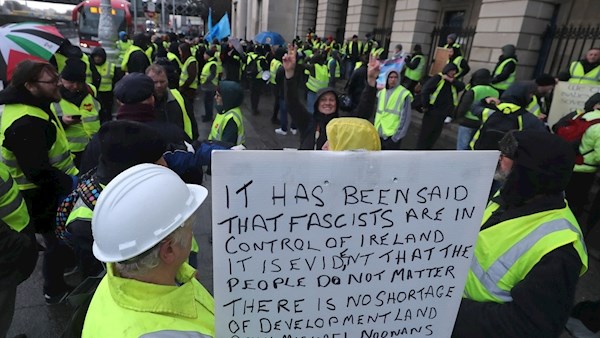 IT HAS BEEN SAID
THAT FASCISTS ARE IN
CONTROL OF IRELAND
IT IS EVIDENT THAT THE
& PEOPLE DO NOT MATTER
THERE IS NO SHORTAGE
OF DEVELOPMENT LAND
ONLY MICHAEL NOONANS